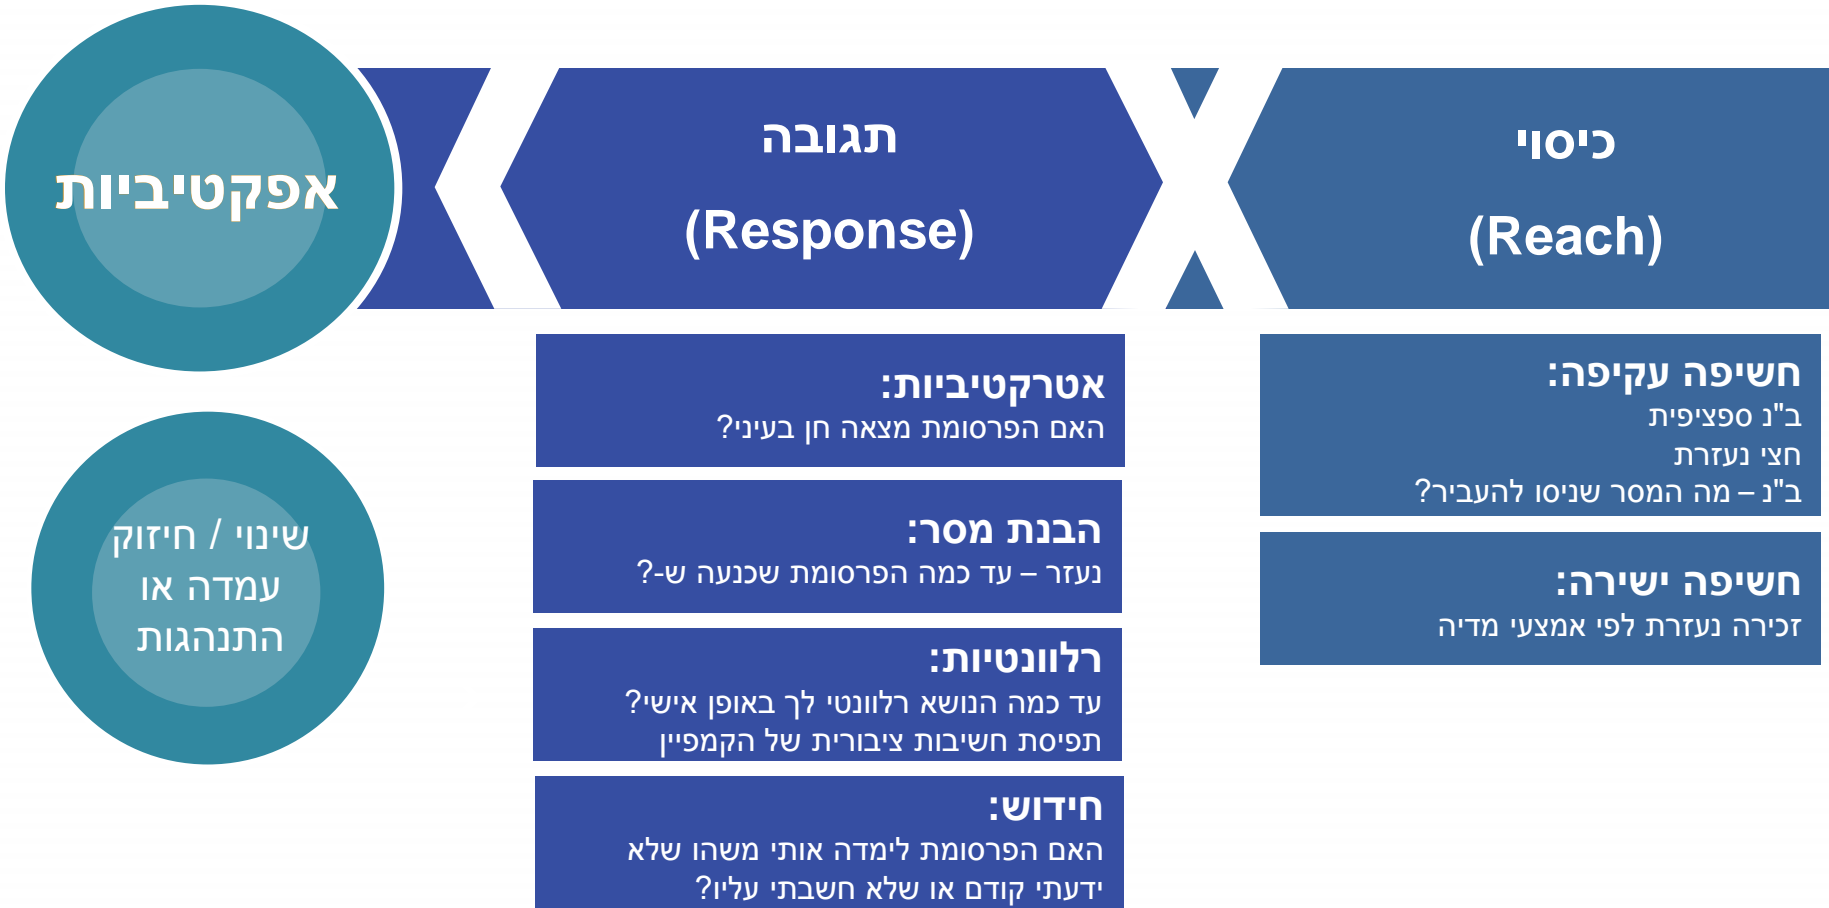 כיסוי
(Reach)
חשיפה עקיפה:
ב"נ ספציפית
חצי נעזרת
ב"נ – מה המסר שניסו להעביר?
חשיפה ישירה:
זכירה נעזרת לפי אמצעי מדיה
תגובה
(Response)
אטרקטיביות:
האם הפרסומת מצאה חן בעיני?
הבנת מסר:
נעזר – עד כמה הפרסומת שכנעה ש-?
רלוונטיות:
עד כמה הנושא רלוונטי לך באופן אישי?
תפיסת חשיבות ציבורית של הקמפיין
חידוש:
האם הפרסומת לימדה אותי משהו שלא
ידעתי קודם או שלא חשבתי עליו?
אפקטיביות
שינוי / חיזוק
עמדה או
התנהגות